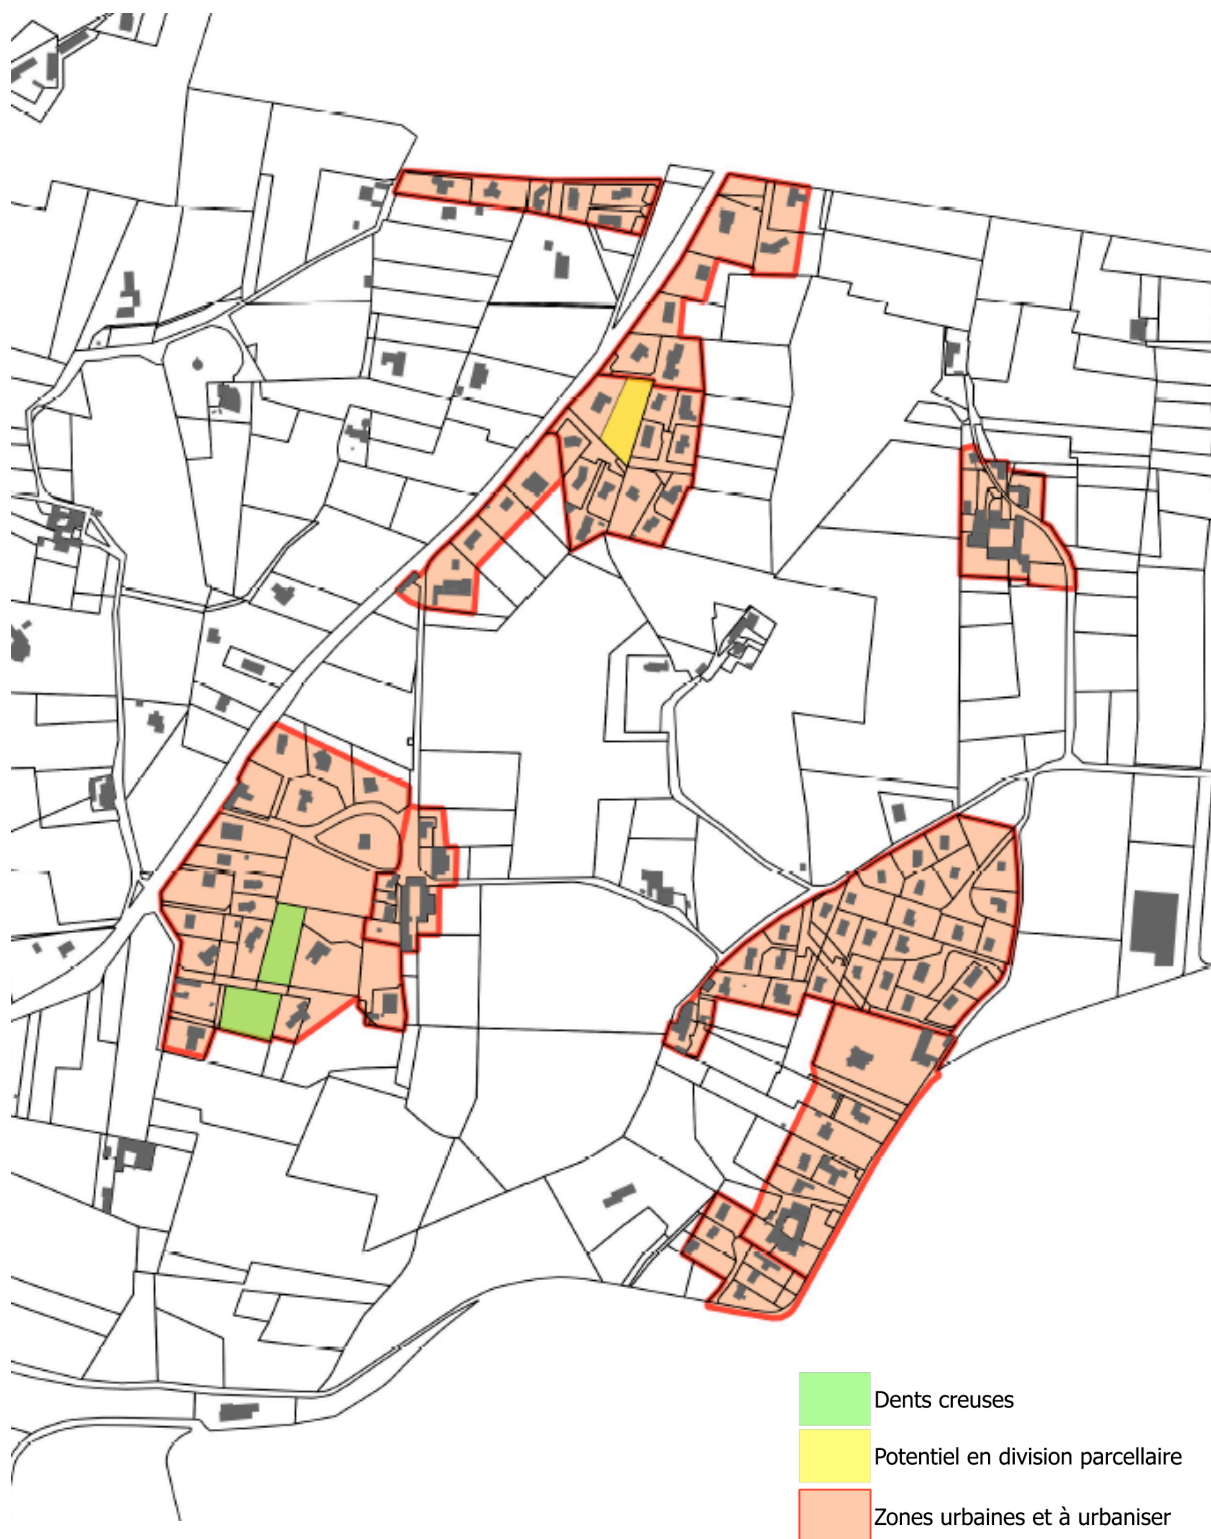 Dents creuses
Potentiel en division parcellaire
Zones urbaines et à urbaniser